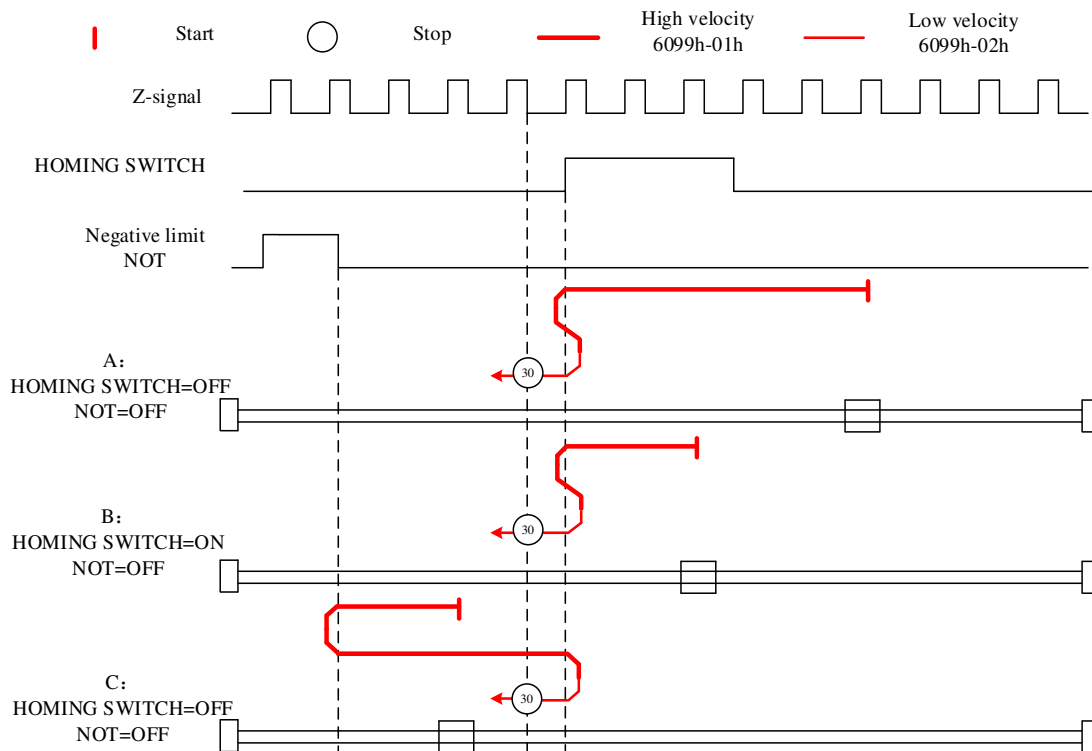 Start
Stop
High velocity
6099h-01h
Low velocity
6099h-02h
Z-signal
HOMING SWITCH
Negative limit
NOT
A：
HOMING SWITCH=OFF
NOT=OFF
30
B：
HOMING SWITCH=ON
NOT=OFF
30
C：
HOMING SWITCH=OFF
NOT=OFF
30